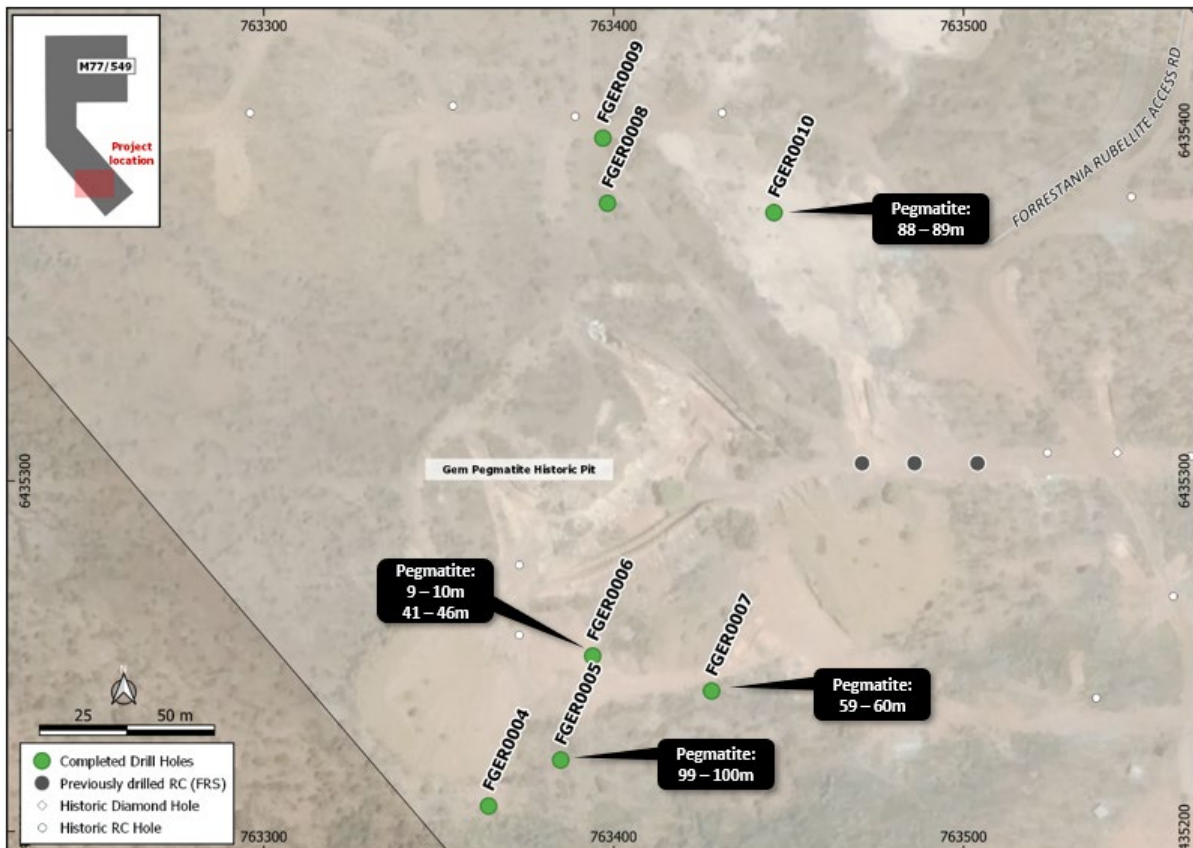 763300
763400
763500
M77/549
Project
location
FGER0009
FGER0008
FGER0010
FORRESTANIA RUBELLITE ACCESS RD
6435400
Pegmatite:
88 – 89m
6435300
Gem Pegmatite Historic Pit
6435300
Pegmatite:
9 – 10m
41 – 46m
FGER0006
FGER0007
FGER0005
FGER0004
Pegmatite:
59 – 60m
Pegmatite:
99 – 100m
N
25 50 m
Completed Drill Holes
Previously drilled RC (FRS)
Historic Diamond Hole
Historic RC Hole
6435200
763300
763400
763500